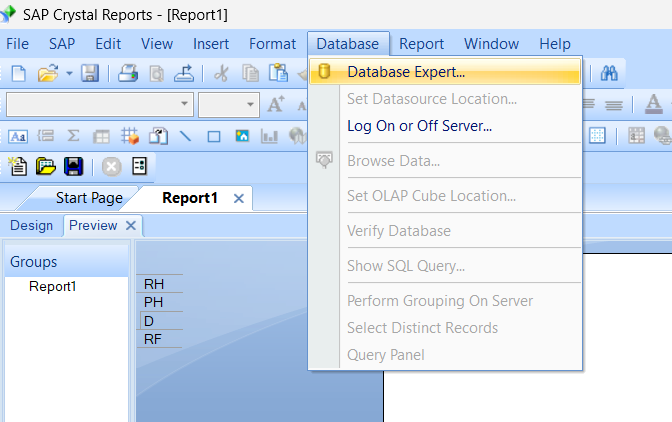 SAP Crystal Reports - [Report1]
File SAP Edit View Insert Format Database Report Window Help
Database Expert...
Set Datasource Location...
Log On or Off Server...
Browse Data...
Set OLAP Cube Location...
Verify Database
Show SQL Query...
Perform Grouping On Server
Select Distinct Records
Query Panel
Start Page Report1
Design Preview
Groups
Report1
RH
PH
D
RF